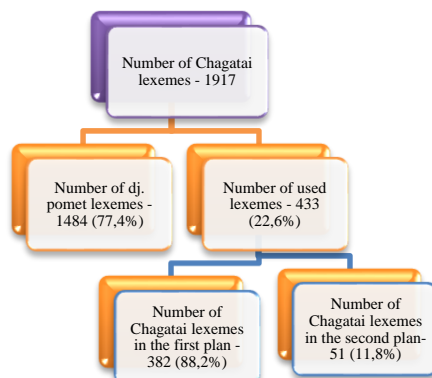 Number of Chagatai
lexemes - 1917
Number of dj.
pomet lexemes -
1484 (77,4%)
Number of used
lexemes - 433
(22,6%)
Number of
Chagatai lexemes
in the first plan -
382 (88,2%)
Number of
Chagatai lexemes
in the second plan-
51 (11,8%)